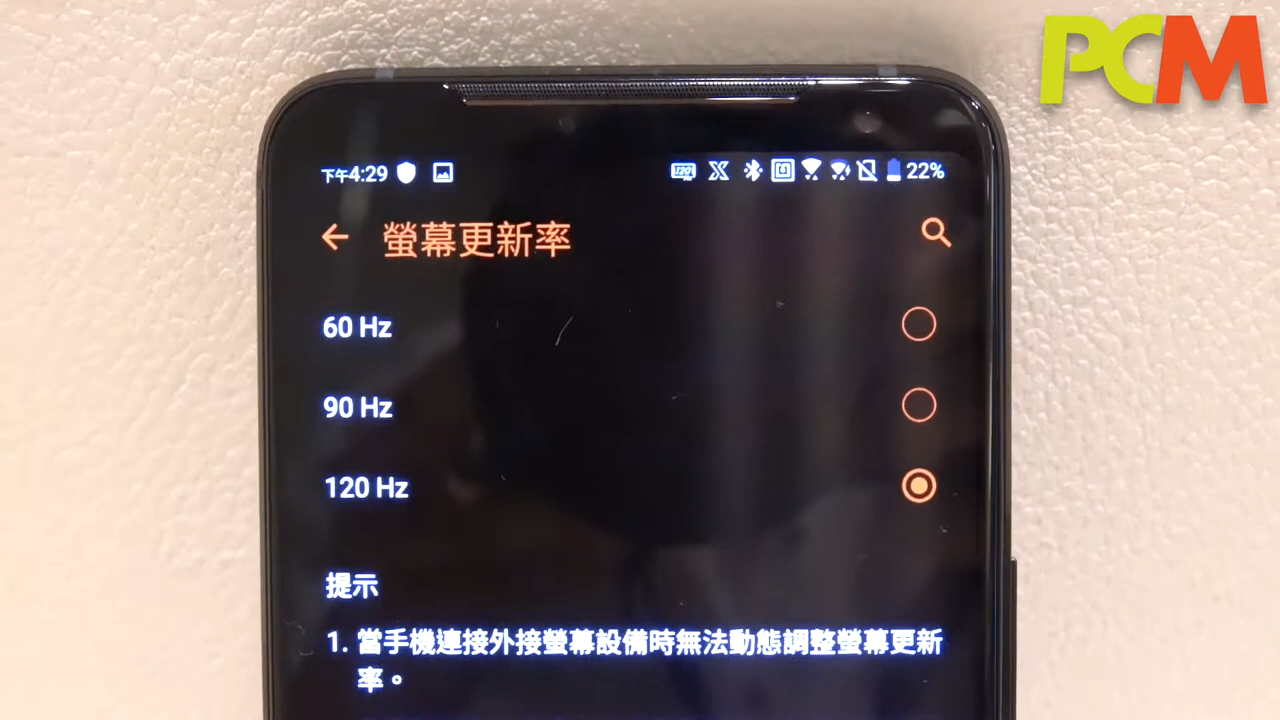 PCM
下午4:29
120 22%
螢幕更新率
60 Hz
90 Hz
120 Hz
提示
1. 當手機連接外接螢幕設備時無法動態調整螢幕更新
率。